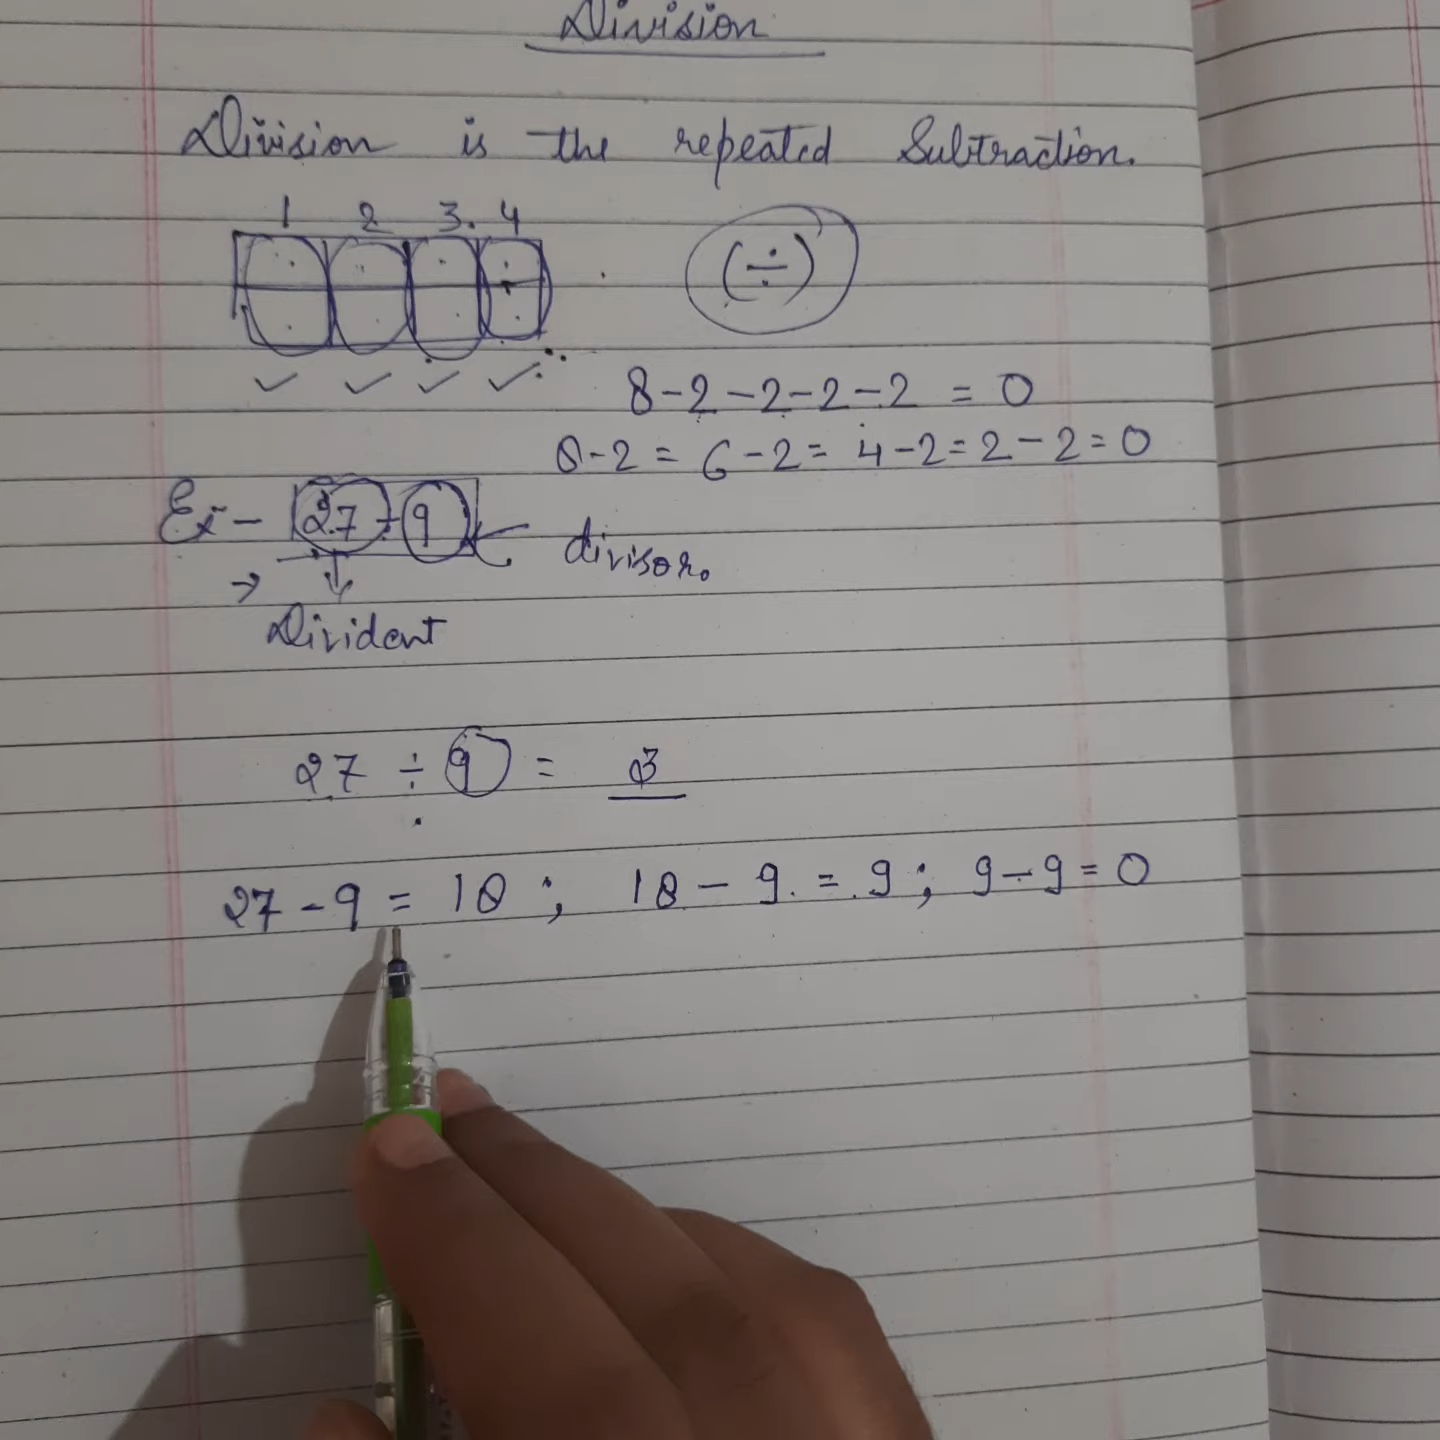 Division
Division is the repeated Subtraction.
1 2 3. 4
(÷)
8-2-2-2-2 = 0
8-2 = 6-2 = 4-2=2-2=0
Ex- 27÷9 divisor.
Divident
27 ÷ 9 = 3
27-9 = 18 ; 18-9 = 9 ; 9-9=0